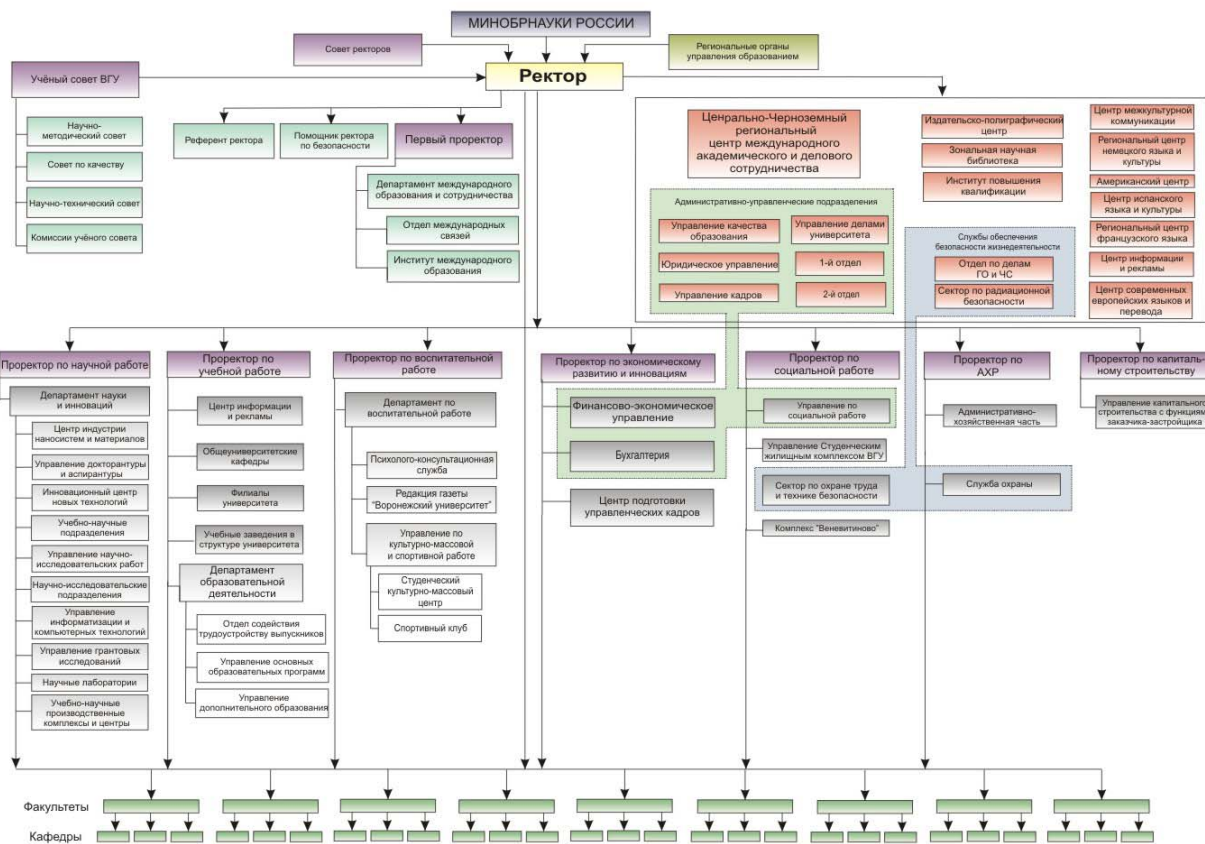 МИНОБРНАУКИ РОССИИ
Совет ректоров
Региональные органы
управления образованием
Ректор
Учёный совет ВГУ
Научно-
методический совет
Совет по качеству
Научно-технический совет
Комиссии учёного совета
Референт ректора
Помощник ректора
по безопасности
Первый проректор
Департамент международного
образования и сотрудничества
Отдел международных
связей
Институт международного
образования
Ценрально-Черноземный
региональный
центр международного
академического и делового
сотрудничества
Издательско-полиграфический
центр
Зональная научная
библиотека
Институт повышения
квалификации
Центр межкультурной
коммуникации
Региональный центр
немецкого языка и
культуры
Американский центр
Центр испанского
языка и культуры
Региональный центр
французского языка
Центр информации
и рекламы
Центр современных
европейских языков и
перевода
Административно-управленческие подразделения
Управление качества
образования
Управление делами
университета
Юридическое управление
1-й отдел
Управление кадров
2-й отдел
Службы обеспечения
безопасности жизнедеятельности
Отдел по делам
ГО и ЧС
Сектор по радиационной
безопасности
Проректор по научной работе
Департамент науки
и инноваций
Центр индустрии
наносистем и материалов
Управление докторантуры
и аспирантуры
Инновационный центр
новых технологий
Учебно-научные
подразделения
Управление научно-
исследовательских работ
Научно-исследовательские
подразделения
Управление
информатизации и
компьютерных технологий
Управление грантовых
исследований
Научные лаборатории
Учебно-научные
производственные
комплексы и центры
Проректор по
учебной работе
Центр информации
и рекламы
Общеуниверситетские
кафедры
Филиалы
университета
Учебные заведения в
структуре университета
Департамент
образовательной
деятельности
Отдел содействия
трудоустройству выпускников
Управление основных
образовательных программ
Управление
дополнительного образования
Проректор по воспитательной
работе
Департамент по
воспитательной работе
Психолого-консультационная
служба
Редакция газеты
"Воронежский университет"
Управление по
культурно-массовой
и спортивной работе
Студенческий
культурно-массовый
центр
Спортивный клуб
Проректор по экономическому
развитию и инновациям
Финансово-экономическое
управление
Бухгалтерия
Центр подготовки
управленческих кадров
Проректор по
социальной работе
Управление по
социальной работе
Управление Студенческим
жилищным комплексом ВГУ
Сектор по охране труда
и технике безопасности
Комплекс "Веневитиново"
Проректор по
АХР
Административно-
хозяйственная часть
Служба охраны
Проректор по капиталь-
ному строительству
Управление капитального
строительства с функциям
заказчика-застройщика
Факультеты
Кафедры